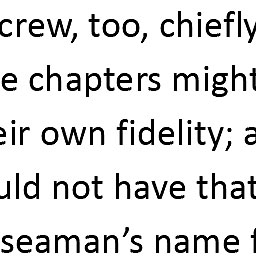 crew, too, chiefly
e chapters might
eir own fidelity; a
uld not have that
seaman’s name f